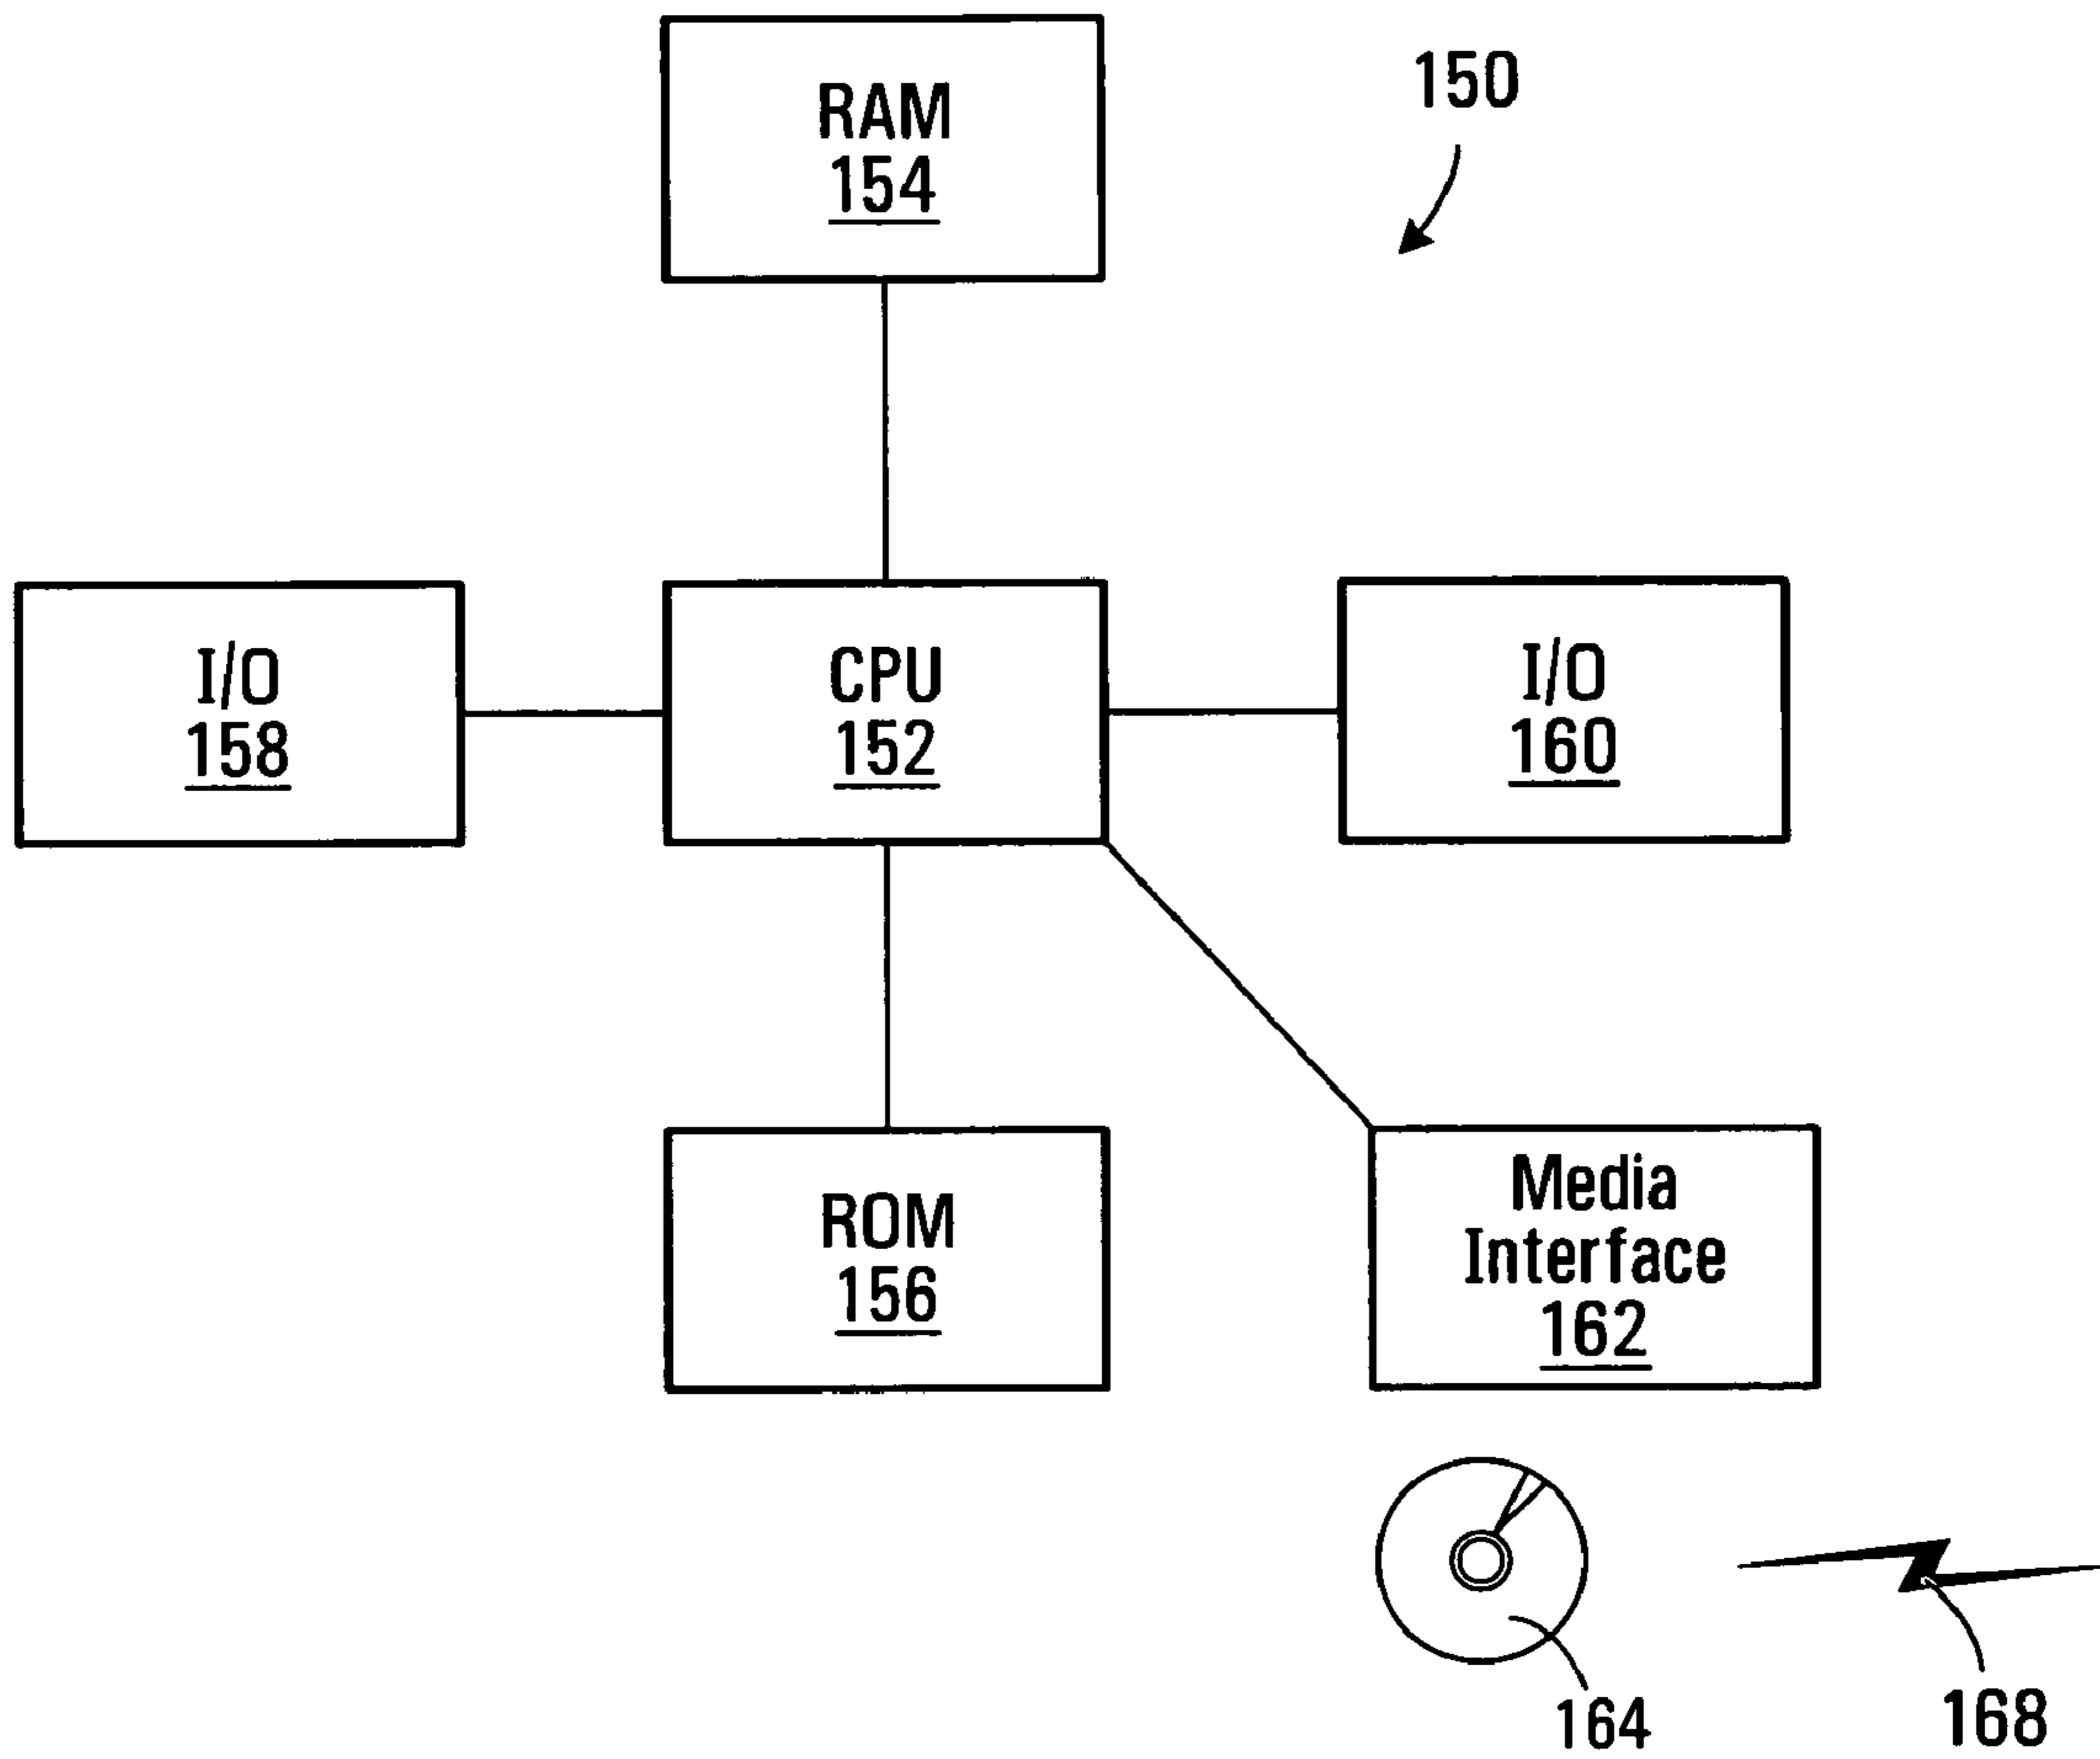 RAM
154
150
I/O
158
CPU
152
I/O
160
ROM
156
Media
Interface
162
164
168